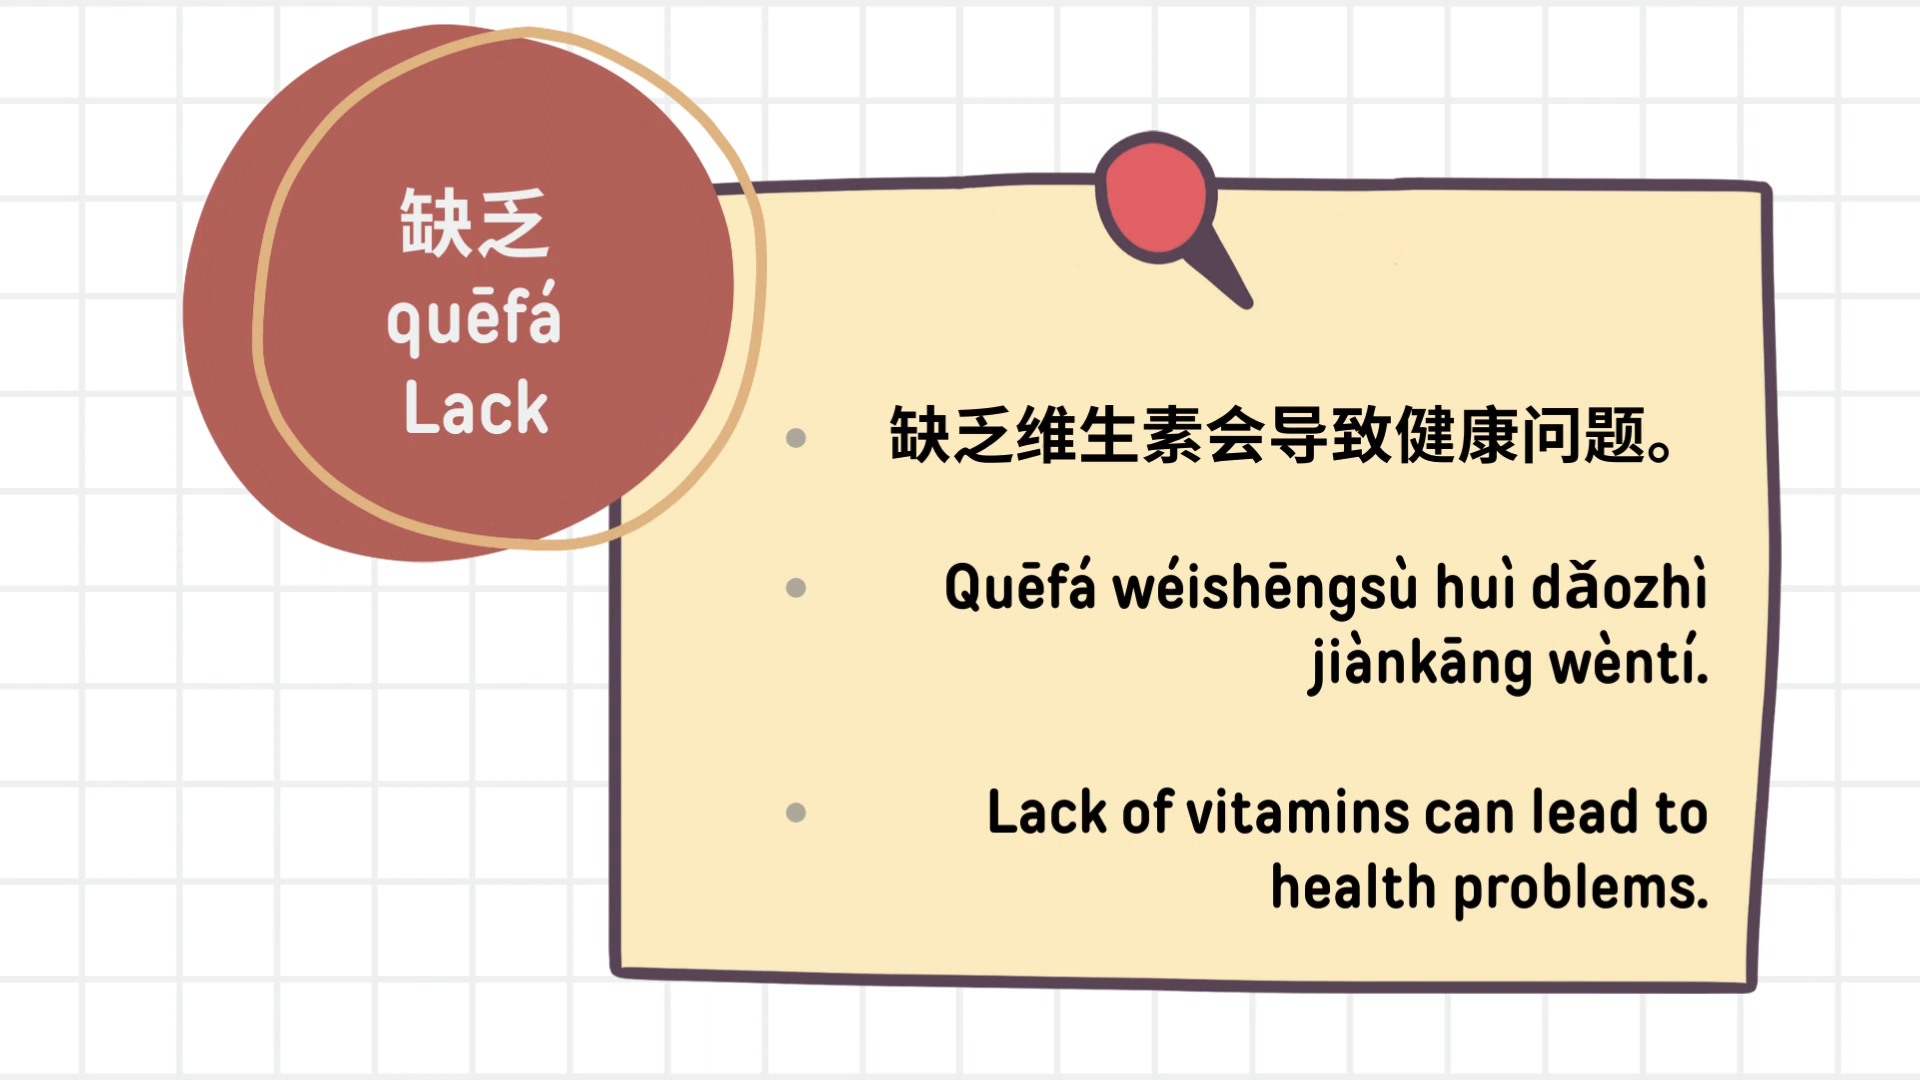 缺乏
quēfá
Lack
缺乏维生素会导致健康问题。
Quēfá wéishēngsù huì dǎozhì
jiànkāng wèntí.
Lack of vitamins can lead to
health problems.